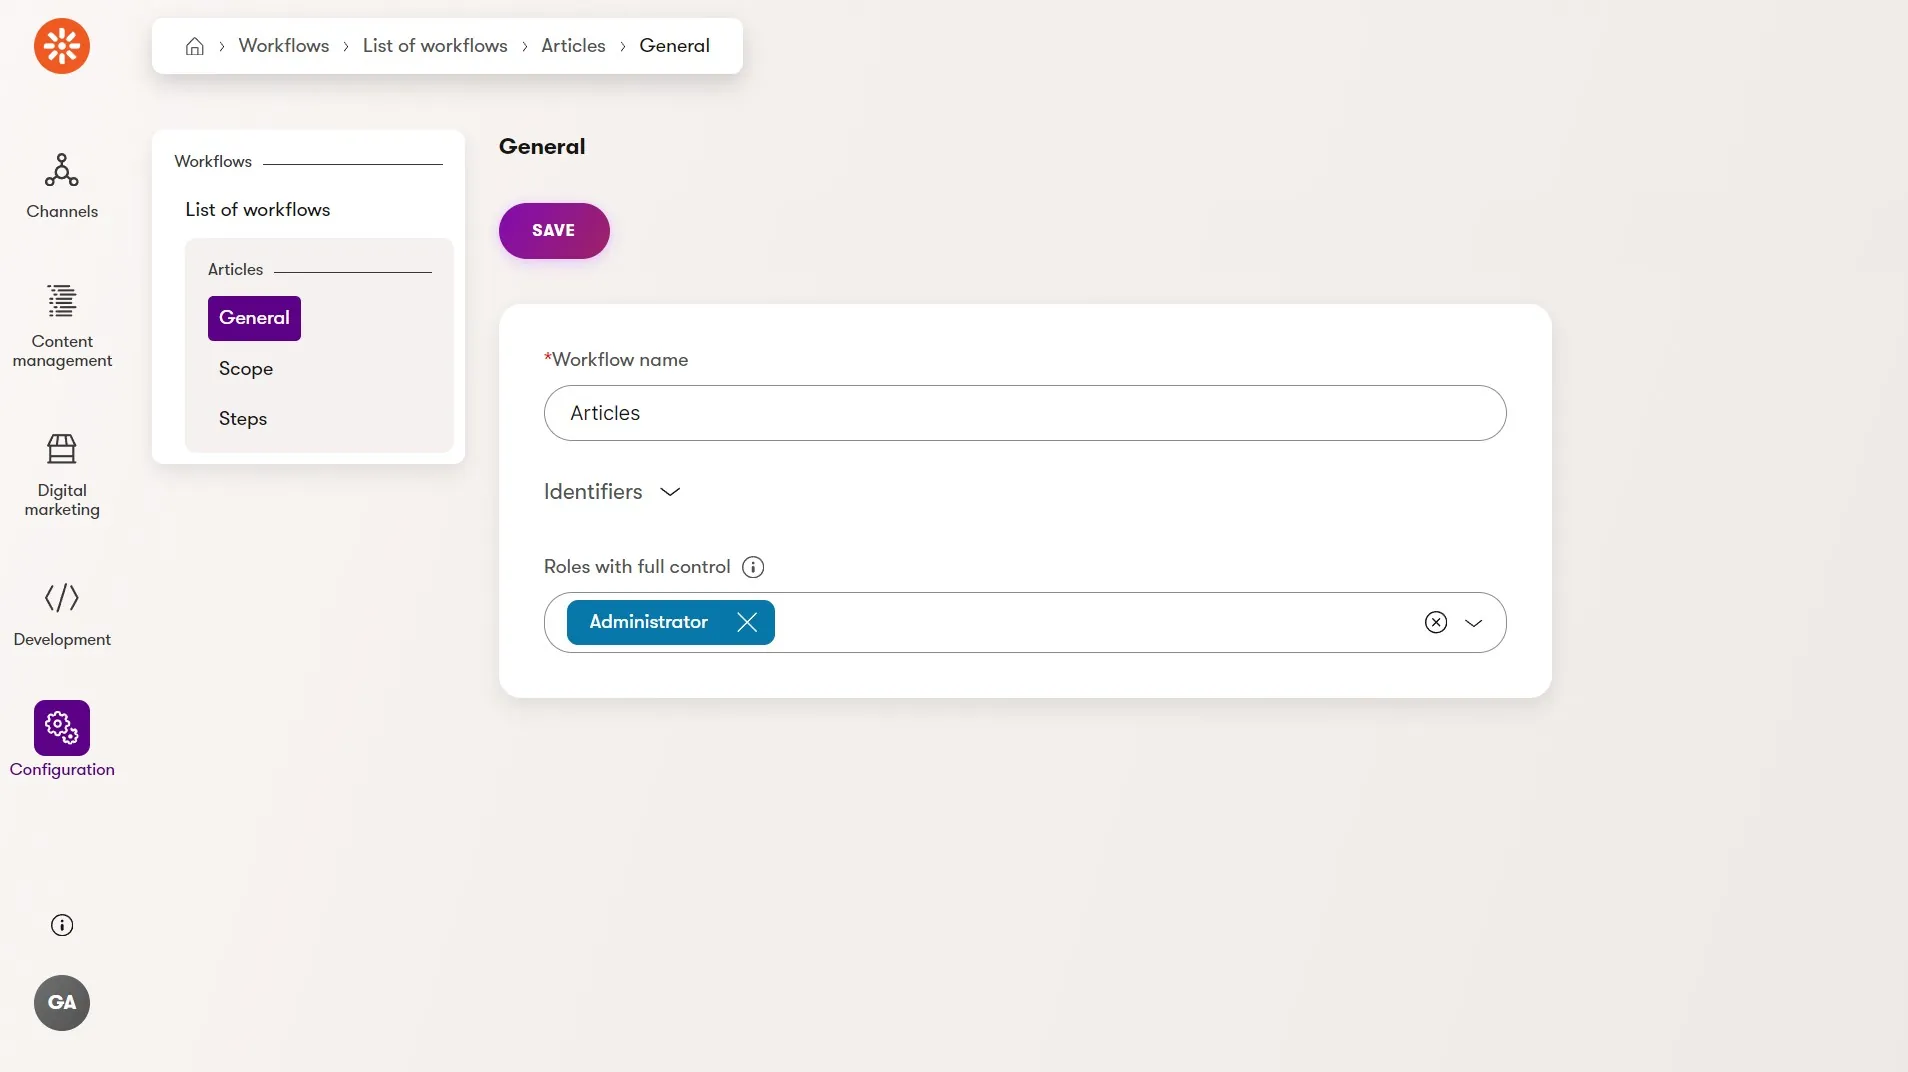 Workflows
List of workflows
Articles
General
Channels
Content
management
Digital
marketing
Development
Configuration
GA
Workflows
List of workflows
Articles
General
Scope
Steps
General
SAVE
*Workflow name
Articles
Identifiers
Roles with full control
Administrator